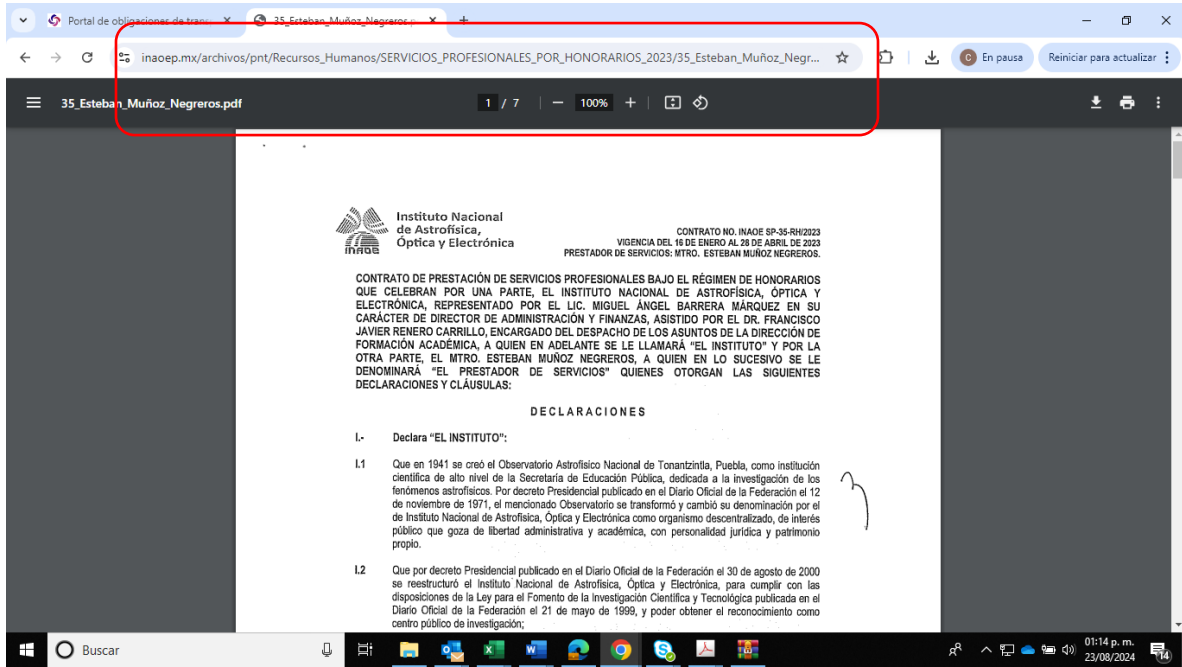 Portal de obligaciones de trans
35_Esteban_Muñoz_Negreros.p
inaoep.mx/archivos/pnt/Recursos_Humanos/SERVICIOS_PROFESIONALES_POR_HONORARIOS_2023/35_Esteban_Muñoz_Negr...
C En pausa
Reiniciar para actualizar
35_Esteban_Muñoz_Negreros.pdf
1 / 7
100%
Instituto Nacional
de Astrofísica,
Óptica y Electrónica
INAOE
CONTRATO NO. INAOE SP-35-RH/2023
VIGENCIA DEL 16 DE ENERO AL 28 DE ABRIL DE 2023
PRESTADOR DE SERVICIOS: MTRO. ESTEBAN MUÑOZ NEGREROS.
CONTRATO DE PRESTACIÓN DE SERVICIOS PROFESIONALES BAJO EL RÉGIMEN DE HONORARIOS
QUE CELEBRAN POR UNA PARTE, EL INSTITUTO NACIONAL DE ASTROFÍSICA, ÓPTICA Y
ELECTRÓNICA, REPRESENTADO POR EL LIC. MIGUEL ÁNGEL BARRERA MÁRQUEZ EN SU
CARÁCTER DE DIRECTOR DE ADMINISTRACIÓN Y FINANZAS, ASISTIDO POR EL DR. FRANCISCO
JAVIER RENERO CARRILLO, ENCARGADO DEL DESPACHO DE LOS ASUNTOS DE LA DIRECCIÓN DE
FORMACIÓN ACADÉMICA, A QUIEN EN ADELANTE SE LE LLAMARÁ “EL INSTITUTO” Y POR LA
OTRA PARTE, EL MTRO. ESTEBAN MUÑOZ NEGREROS, A QUIEN EN LO SUCESIVO SE LE
DENOMINARÁ “EL PRESTADOR DE SERVICIOS” QUIENES OTORGAN LAS SIGUIENTES
DECLARACIONES Y CLÁUSULAS:
DECLARACIONES
I.- Declara “EL INSTITUTO”:
I.1 Que en 1941 se creó el Observatorio Astrofísico Nacional de Tonantzintla, Puebla, como institución
científica de alto nivel de la Secretaría de Educación Pública, dedicada a la investigación de los
fenómenos astrofísicos. Por decreto Presidencial publicado en el Diario Oficial de la Federación el 12
de noviembre de 1971, el mencionado Observatorio se transformó y cambió su denominación por el
de Instituto Nacional de Astrofísica, Óptica y Electrónica como organismo descentralizado, de interés
público que goza de libertad administrativa y académica, con personalidad jurídica y patrimonio
propio.
I.2 Que por decreto Presidencial publicado en el Diario Oficial de la Federación el 30 de agosto de 2000
se reestructuró el Instituto Nacional de Astrofísica, Óptica y Electrónica, para cumplir con las
disposiciones de la Ley para el Fomento de la Investigación Científica y Tecnológica publicada en el
Diario Oficial de la Federación el 21 de mayo de 1999, y poder obtener el reconocimiento como
centro público de investigación;
Buscar
01:14 p. m.
23/08/2024
14